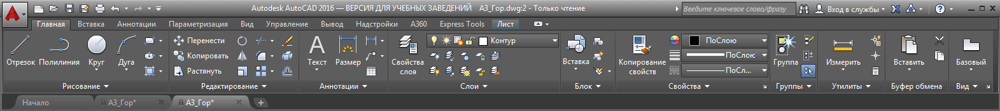 Autodesk AutoCAD 2016 — ВЕРСИЯ ДЛЯ УЧЕБНЫХ ЗАВЕДЕНИЙ A3_Гор.dwg:2 - Только чтение
Введите ключевое слово/фразу
Вход в службы
Главная Вставка Аннотации Параметризация Вид Управление Вывод Надстройки A360 Express Tools Лист
Отрезок Полилиния Круг Дуга
Рисование
Перенести
Копировать
Растянуть
Редактирование
A
Текст Размер
Аннотации
Свойства
слоя
Контур
Слои
Вставка
Блок
Копирование
свойств
ПоСлою
ПоСлою
ПоСл...
Свойства
Группа
Группы
Измерить
Утилиты
Вставить
Буфер обмена
Базовый
Вид
Начало A3_Гор* A3_Гор*